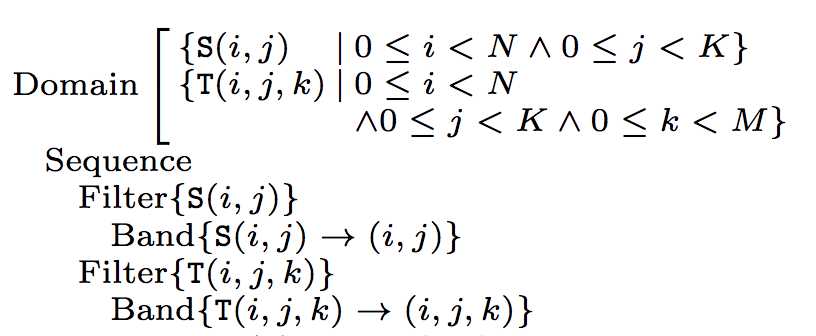 {S(i, j) | 0 ≤ i < N ∧ 0 ≤ j < K}
Domain [ {T(i, j, k) | 0 ≤ i < N
∧0 ≤ j < K ∧ 0 ≤ k < M}
Sequence
Filter{S(i, j)}
Band{S(i, j) → (i, j)}
Filter{T(i, j, k)}
Band{T(i, j, k) → (i, j, k)}